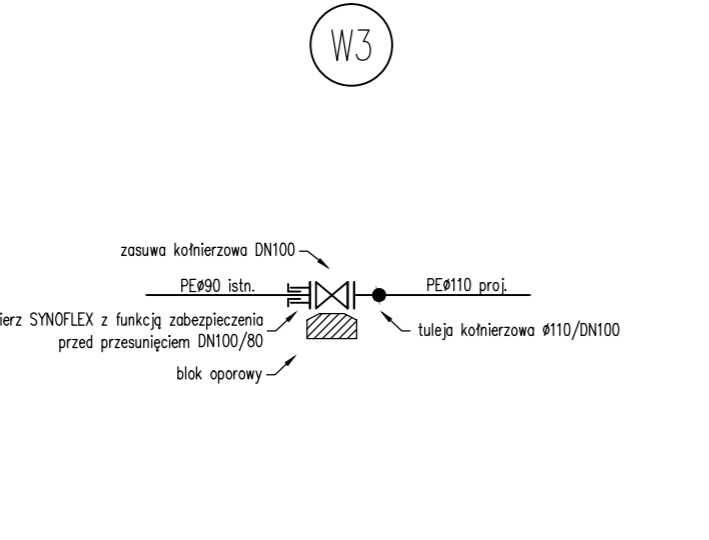 W3
zasuwa kołnierzowa DN100
PEø90 istn.
PEø110 proj.
SYNOFLEX z funkcją zabezpieczenia
przed przesunięciem DN100/80
tuleja kołnierzowa ø110/DN100
blok oporowy